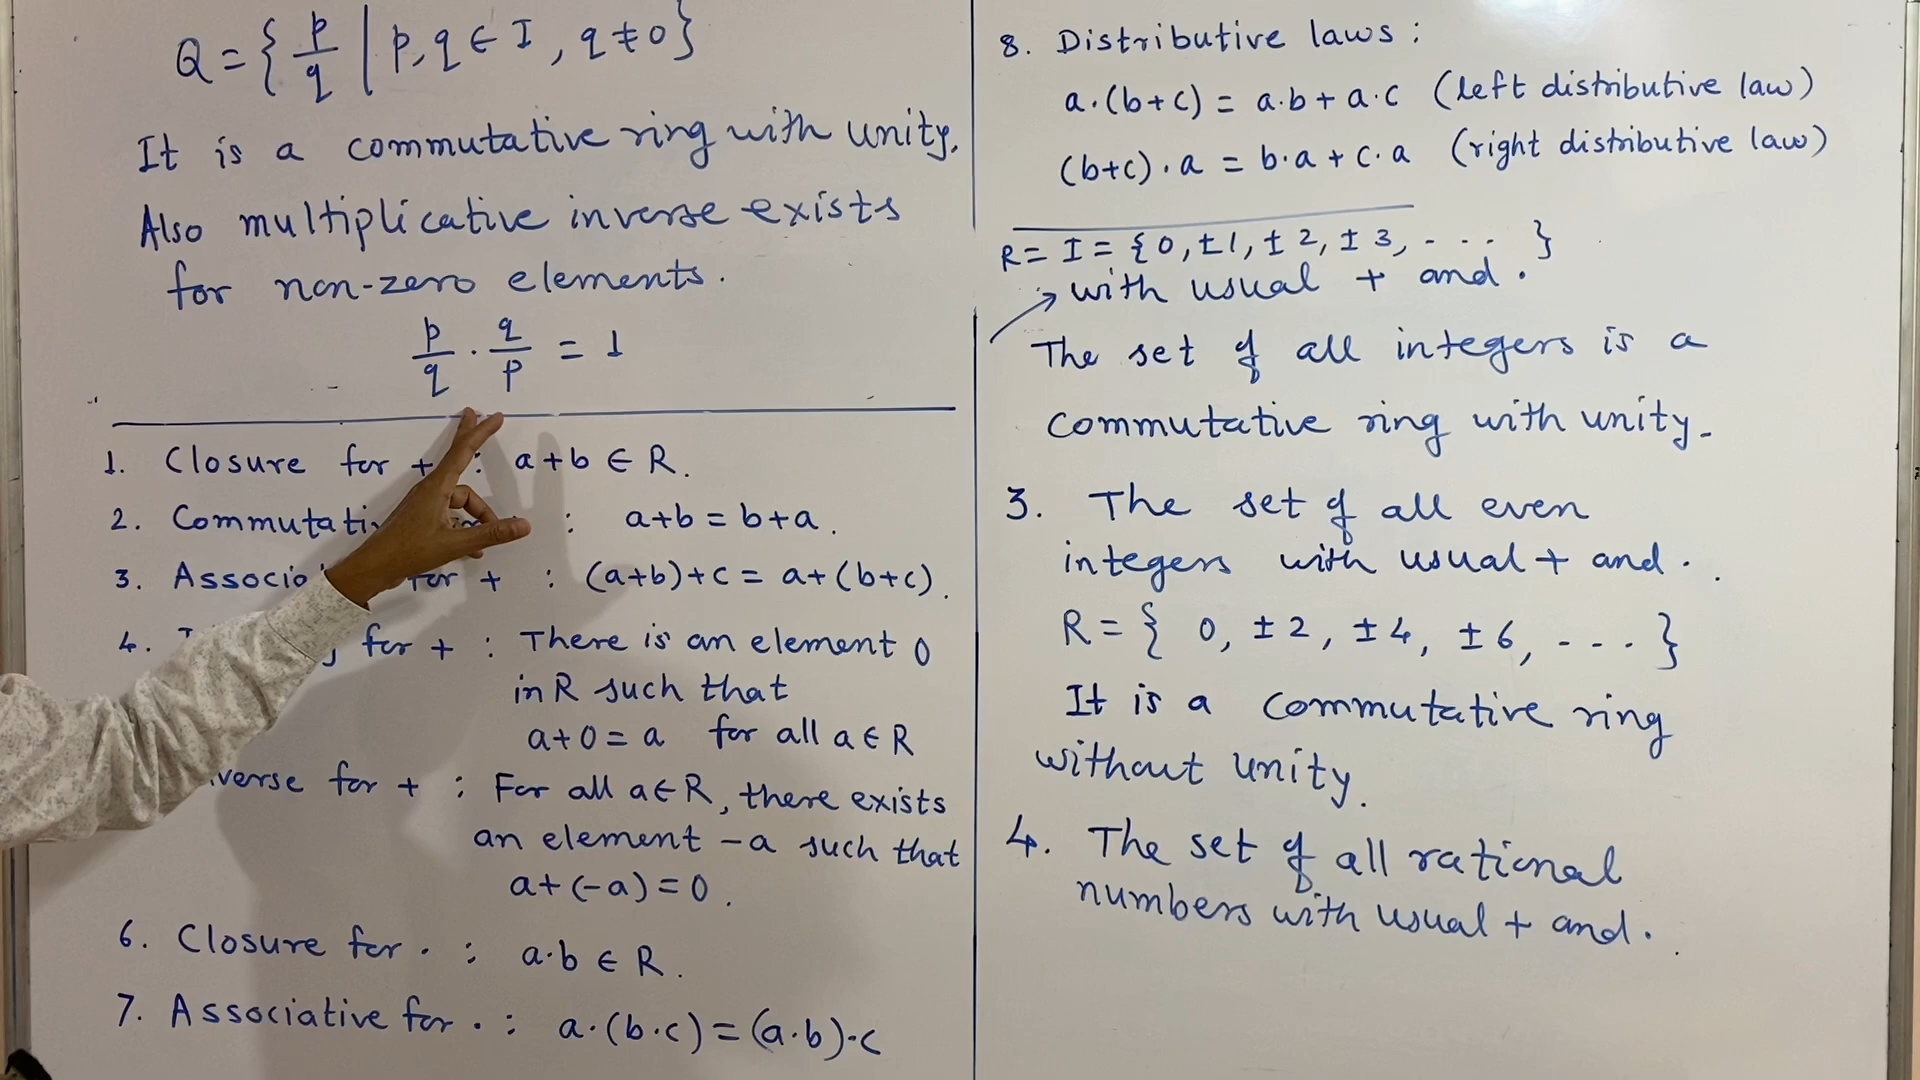 Q = { p/q | p, q ∈ I, q ≠ 0 }
It is a commutative ring with unity.
Also multiplicative inverse exists
for non-zero elements.
p/q · q/p = 1
1. Closure for + : a+b ∈ R.
2. : a+b = b+a.
3. for + : (a+b)+c = a+(b+c).
4. for + : There is an element 0
in R such that
a+0 = a for all a ∈ R
for + : For all a ∈ R, there exists
an element -a such that
a+(-a) = 0.
6. Closure for · : a·b ∈ R.
7. Associative for · : a·(b·c) = (a·b)·c
8. Distributive laws :
a·(b+c) = a·b + a·c (left distributive law)
(b+c)·a = b·a + c·a (right distributive law)
R = I = { 0, ±1, ±2, ±3, - ... }
with usual + and ·
The set of all integers is a
commutative ring with unity.
3. The set of all even
integers with usual + and ·.
R = { 0, ±2, ±4, ±6, - - - . }
It is a commutative ring
without unity.
4. The set of all rational
numbers with usual + and ·